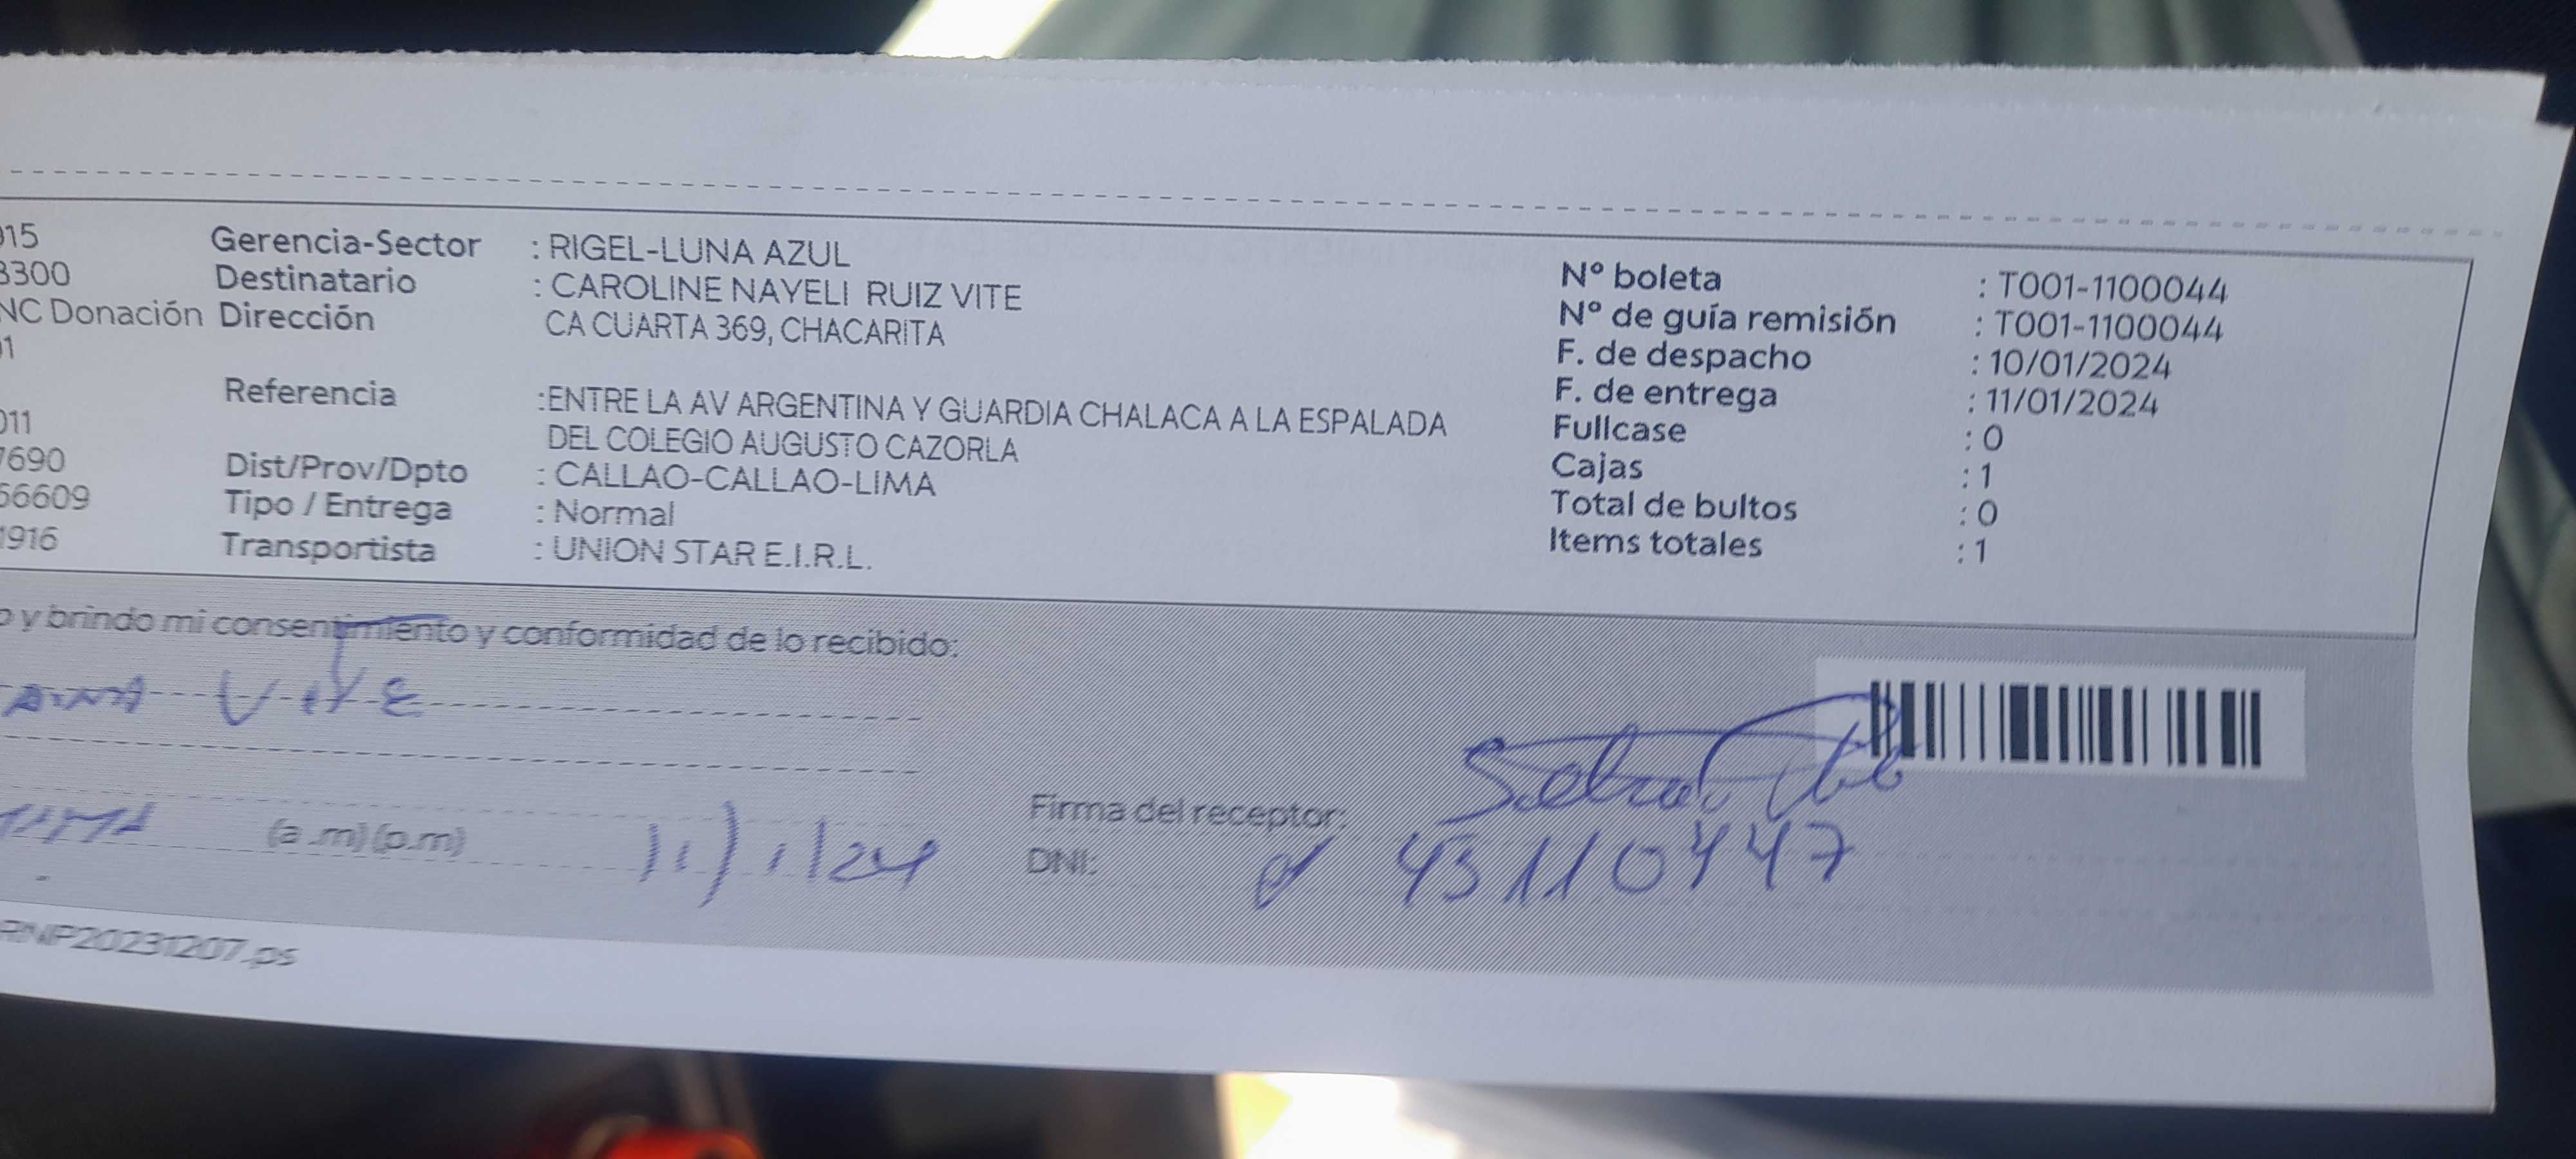 015 Gerencia-Sector : RIGEL-LUNA AZUL
3300 Destinatario : CAROLINE NAYELI RUIZ VITE
NC Donación Dirección CA CUARTA 369, CHACARITA
01
Referencia :ENTRE LA AV ARGENTINA Y GUARDIA CHALACA A LA ESPALADA
011 DEL COLEGIO AUGUSTO CAZORLA
7690 Dist/Prov/Dpto : CALLAO-CALLAO-LIMA
66609 Tipo / Entrega : Normal
1916 Transportista : UNION STAR E.I.R.L.
Nº boleta : T001-1100044
Nº de guía remisión : T001-1100044
F. de despacho : 10/01/2024
F. de entrega : 11/01/2024
Fullcase : 0
Cajas : 1
Total de bultos : 0
Items totales : 1
o y brindo mi consentimiento y conformidad de lo recibido:
VITE
(a.m) (p.m) 11/1/24
Firma del receptor:
DNI: 43110447
RNP20231207.ps